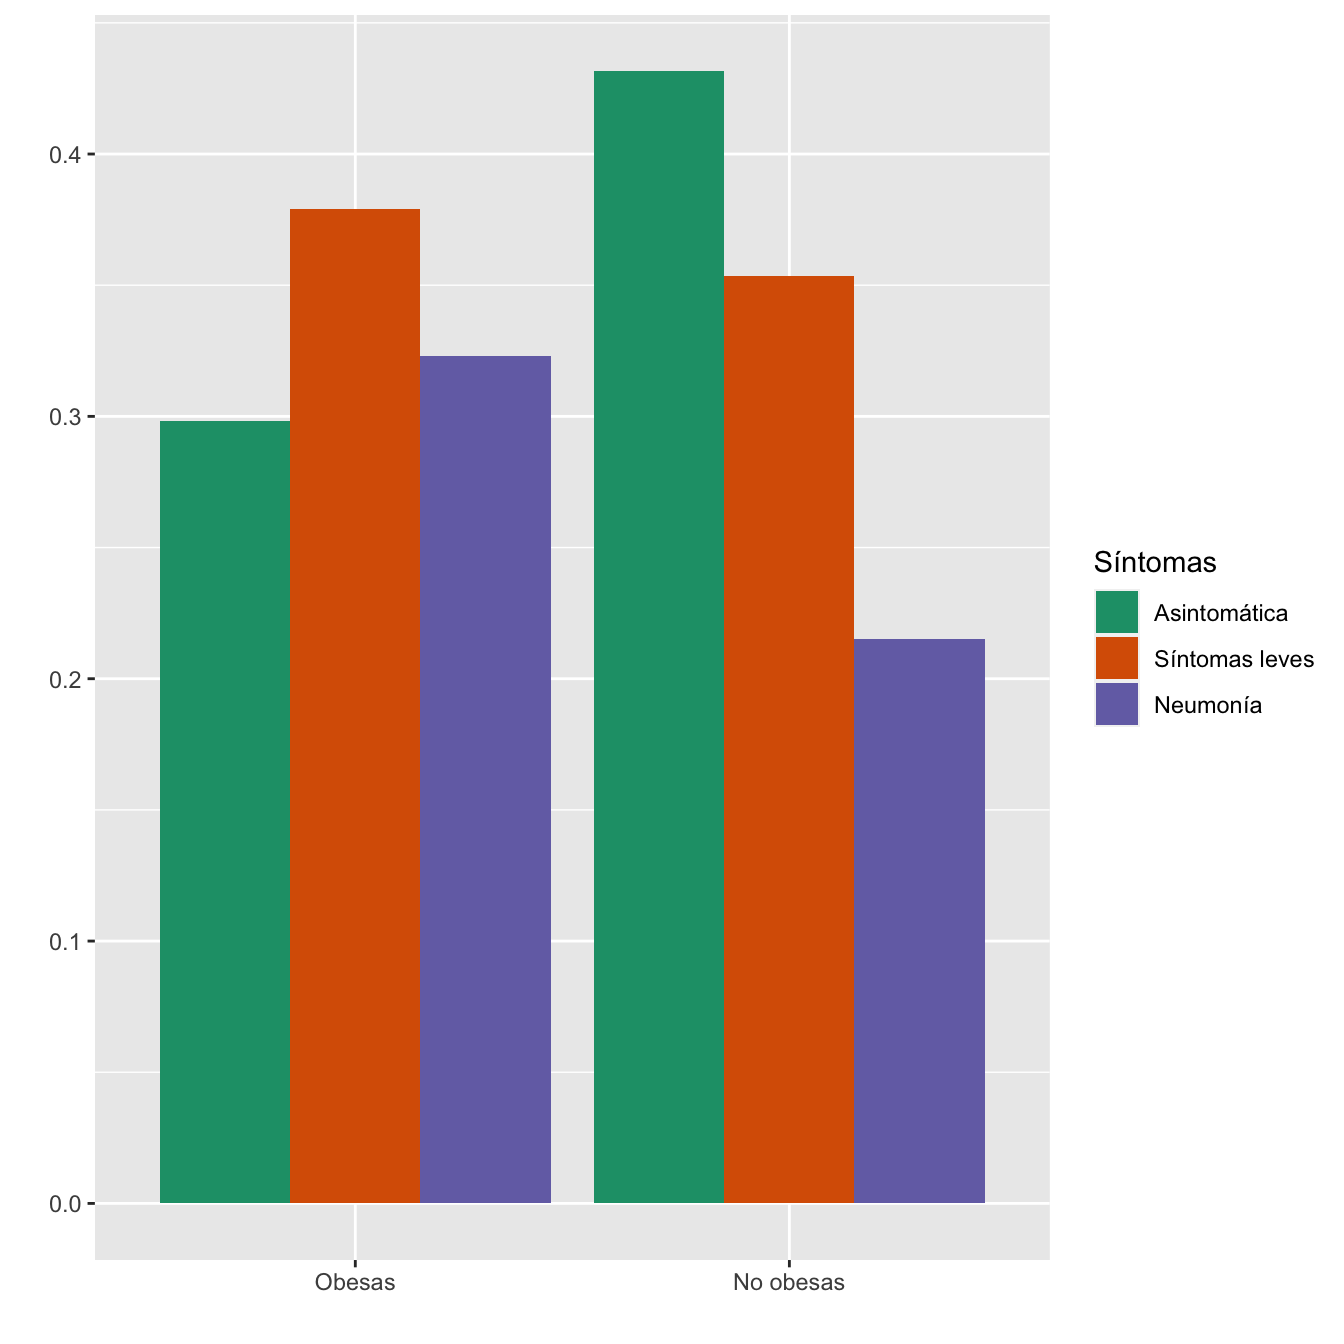 0.4
0.3
0.2
0.1
0.0
Obesas
No obesas
Síntomas
Asintomática
Síntomas leves
Neumonía